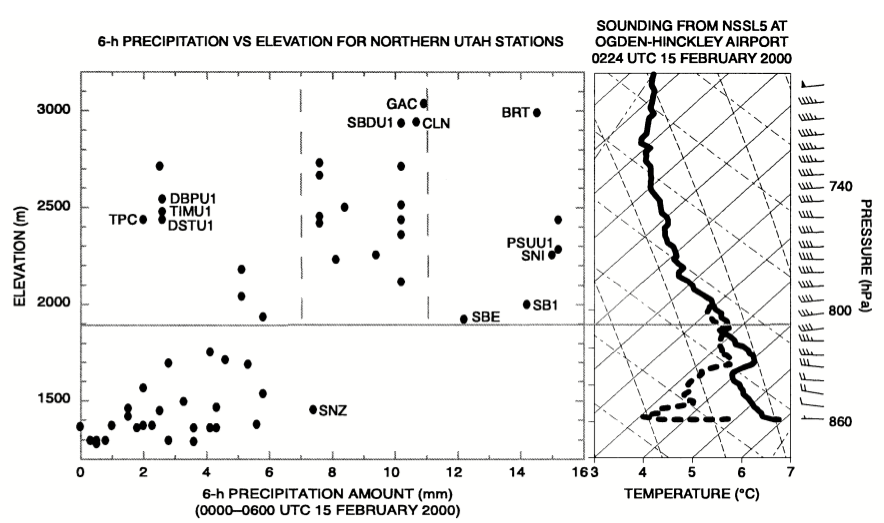 6-h PRECIPITATION VS ELEVATION FOR NORTHERN UTAH STATIONS
SOUNDING FROM NSSL5 AT
OGDEN-HINCKLEY AIRPORT
0224 UTC 15 FEBRUARY 2000
ELEVATION (m)
3000
2500
2000
1500
GAC
SBDU1
CLN
BRT
DBPU1
TIMU1
TPC
DSTU1
PSUU1
SNI
SB1
SBE
SNZ
0 2 4 6 8 10 12 14 16
6-h PRECIPITATION AMOUNT (mm)
(0000–0600 UTC 15 FEBRUARY 2000)
3 4 5 6 7
TEMPERATURE (°C)
740
800
860
PRESSURE (hPa)